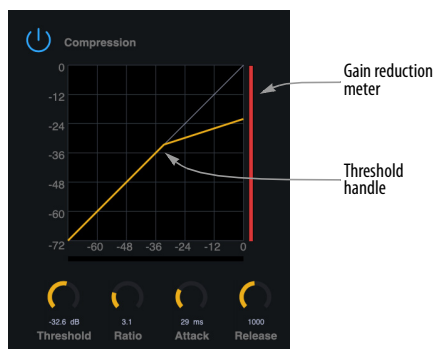 Compression
0
-12
-24
-36
-48
-60
-72
-60 -48 -36 -24 -12 0
Gain reduction
meter
Threshold
handle
-32.6 dB 3.1 29 ms 1000
Threshold Ratio Attack Release